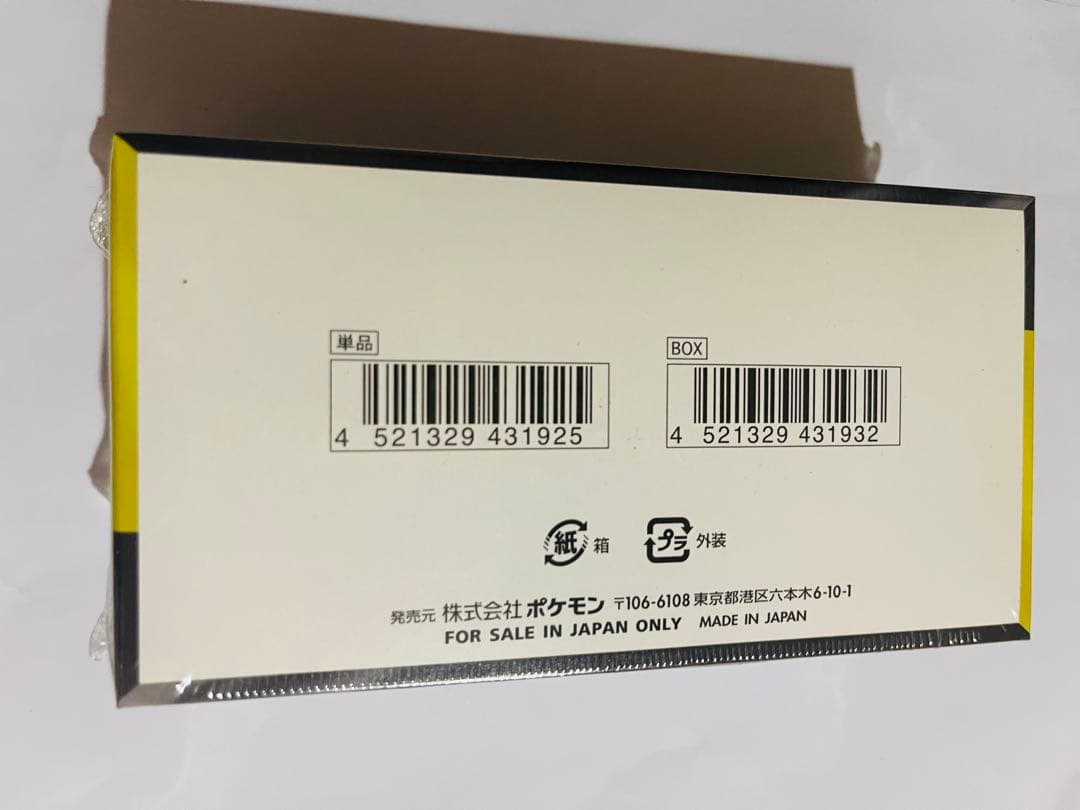 単品
4 521329 431925
BOX
4 521329 431932
紙 箱
プラ 外装
発売元 株式会社ポケモン 〒106-6108 東京都港区六本木6-10-1
FOR SALE IN JAPAN ONLY MADE IN JAPAN